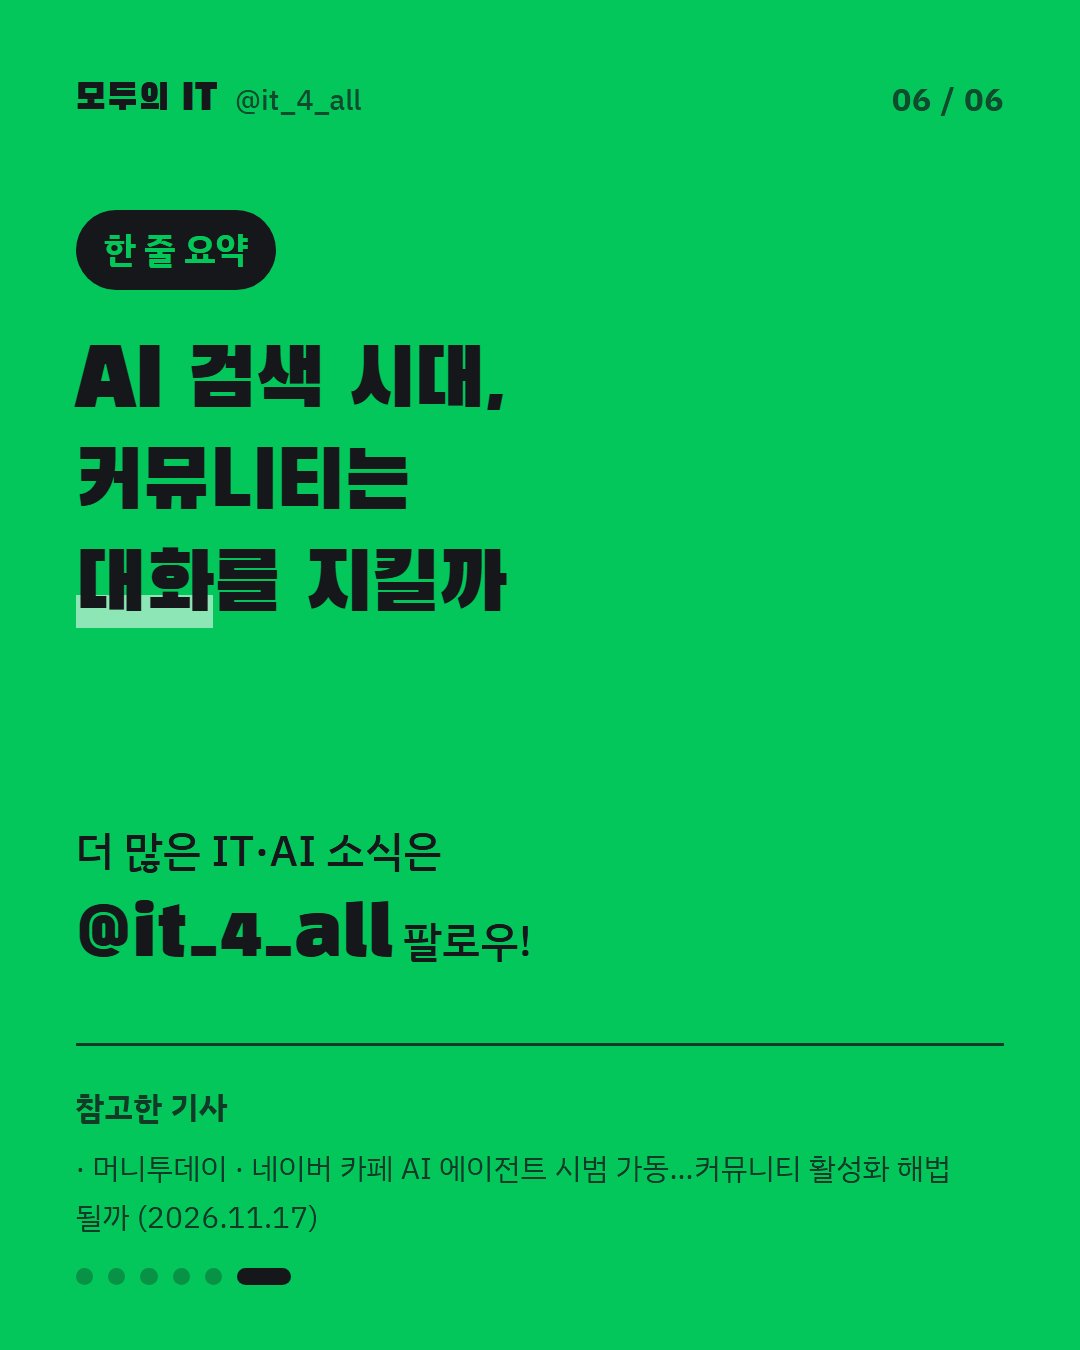 모두의 IT @it_4_all
06 / 06
한 줄 요약
AI 검색 시대,
커뮤니티는
대화를 지킬까
더 많은 IT·AI 소식은
@it_4_all 팔로우!
참고한 기사
· 머니투데이 · 네이버 카페 AI 에이전트 시범 가동…커뮤니티 활성화 해법
될까 (2026.11.17)